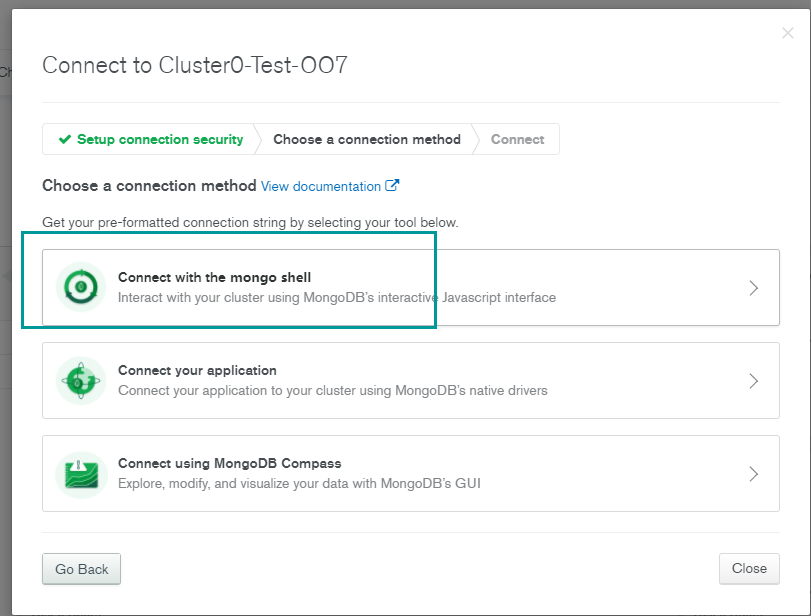 Connect to Cluster0-Test-OO7
Setup connection security
Choose a connection method
Connect
Choose a connection method View documentation
Get your pre-formatted connection string by selecting your tool below.
Connect with the mongo shell
Interact with your cluster using MongoDB's interactive Javascript interface
Connect your application
Connect your application to your cluster using MongoDB's native drivers
Connect using MongoDB Compass
Explore, modify, and visualize your data with MongoDB's GUI
Go Back
Close